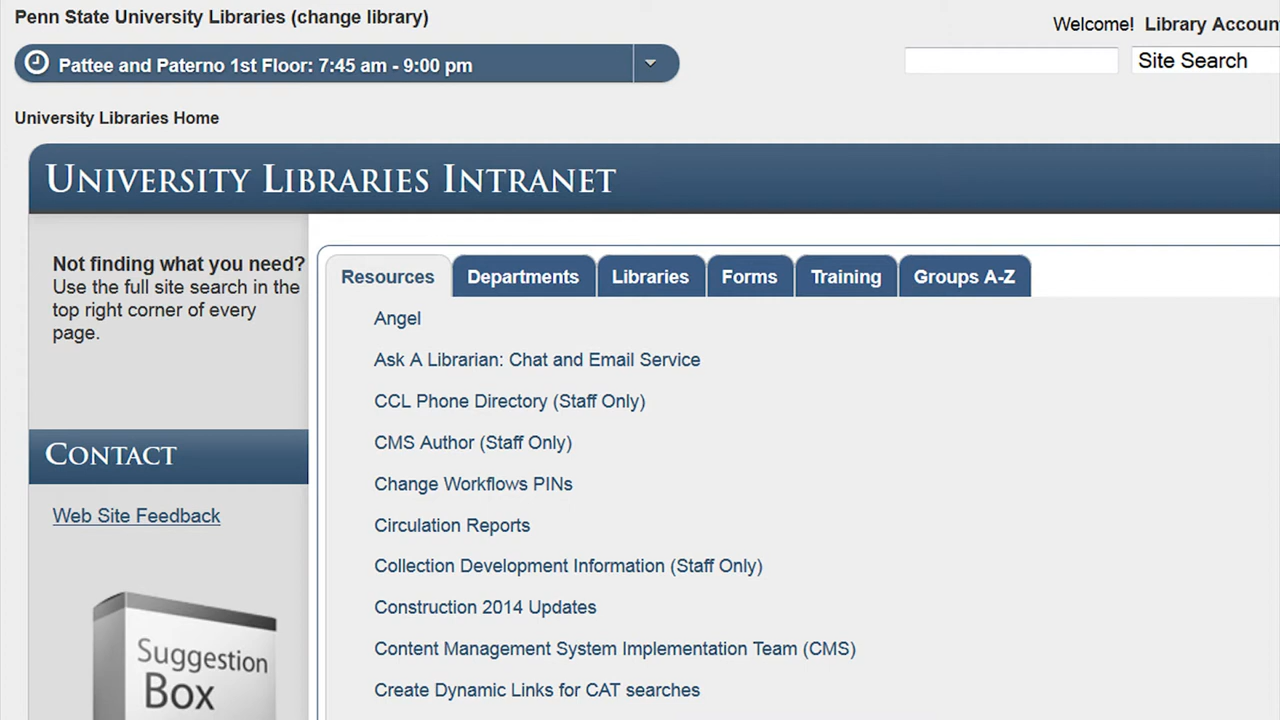 Penn State University Libraries (change library)
Welcome! Library Accoun
Pattee and Paterno 1st Floor: 7:45 am - 9:00 pm
Site Search
University Libraries Home
UNIVERSITY LIBRARIES INTRANET
Not finding what you need?
Use the full site search in the
top right corner of every
page.
Resources
Departments
Libraries
Forms
Training
Groups A-Z
Angel
Ask A Librarian: Chat and Email Service
CCL Phone Directory (Staff Only)
CMS Author (Staff Only)
Change Workflows PINs
Circulation Reports
Collection Development Information (Staff Only)
Construction 2014 Updates
Content Management System Implementation Team (CMS)
Create Dynamic Links for CAT searches
CONTACT
Web Site Feedback
Suggestion
Box